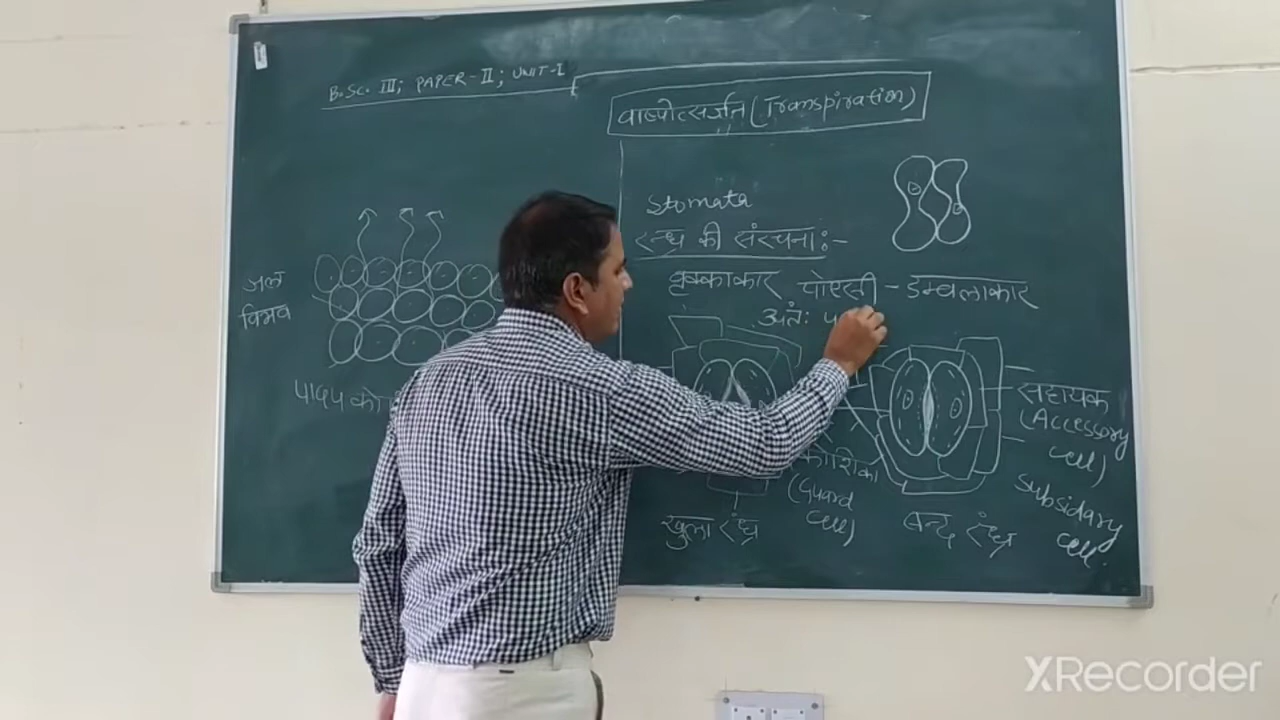 B.Sc. III; PAPER-II; UNIT-I
वाष्पोत्सर्जन (Transpiration)
Stomata
रन्ध्र की संरचना :-
वृक्काकार पोएसी - डम्बलाकार
अंतः प
जल
विभव
पादप को
सहायक
(Accessory
cell)
Subsidary
cell.
कोशिका
(Guard
cell)
खुला रंध्र
बन्द रंध्र
XRecorder